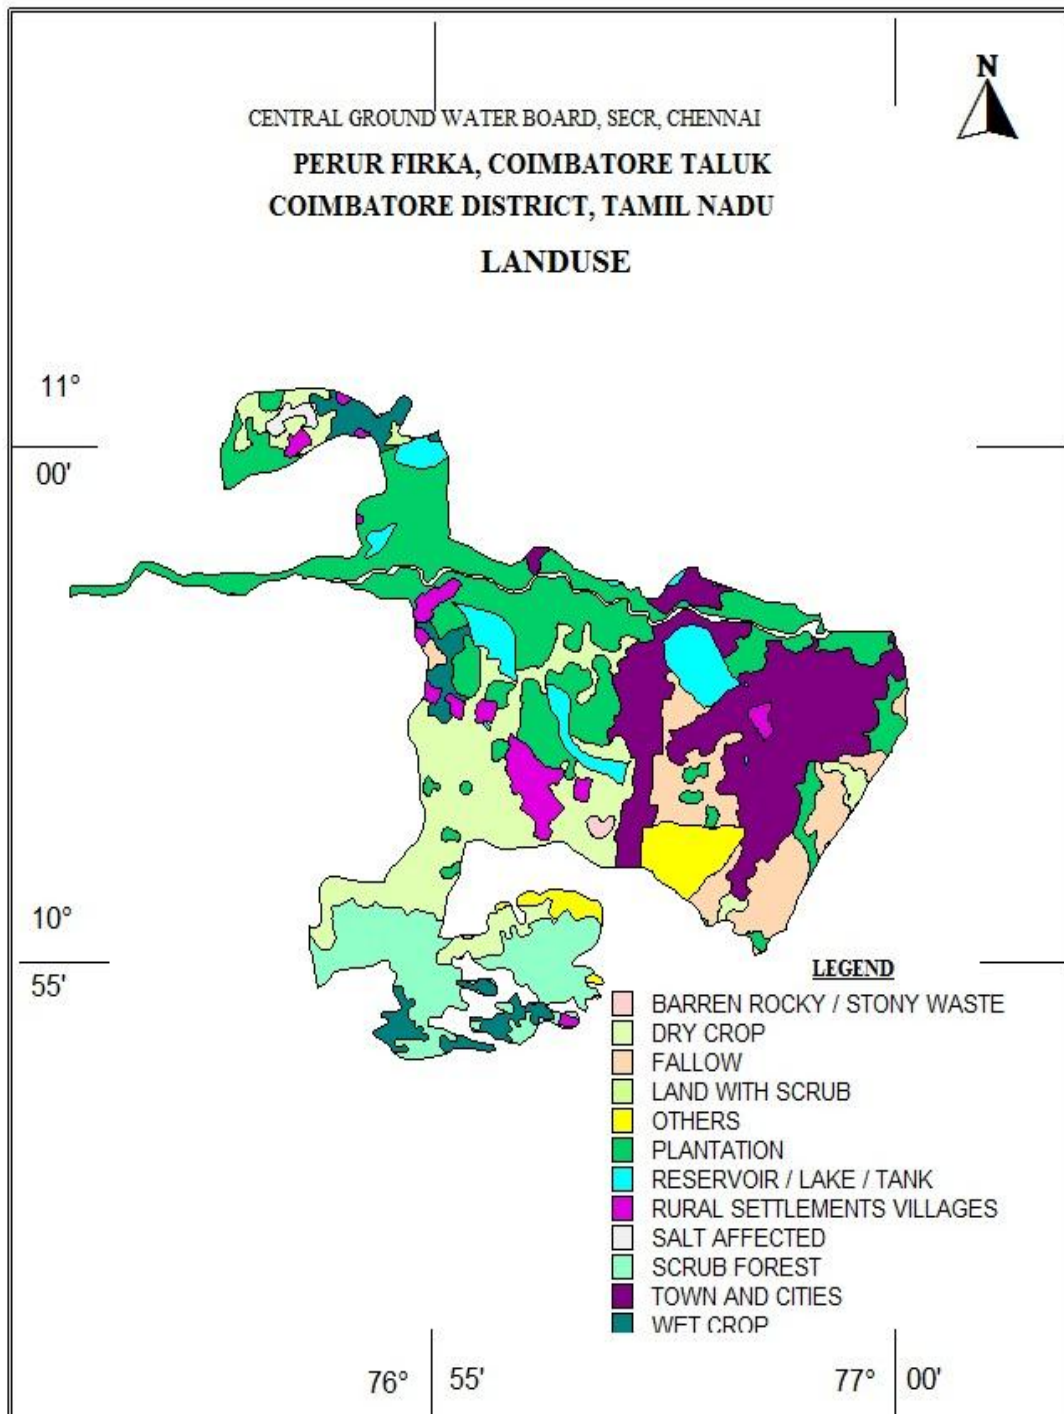 N
CENTRAL GROUND WATER BOARD, SECR, CHENNAI
PERUR FIRKA, COIMBATORE TALUK
COIMBATORE DISTRICT, TAMIL NADU
LANDUSE
11°
00'
10°
55'
LEGEND
BARREN ROCKY / STONY WASTE
DRY CROP
FALLOW
LAND WITH SCRUB
OTHERS
PLANTATION
RESERVOIR / LAKE / TANK
RURAL SETTLEMENTS VILLAGES
SALT AFFECTED
SCRUB FOREST
TOWN AND CITIES
WET CROP
76° 55' 77° 00'